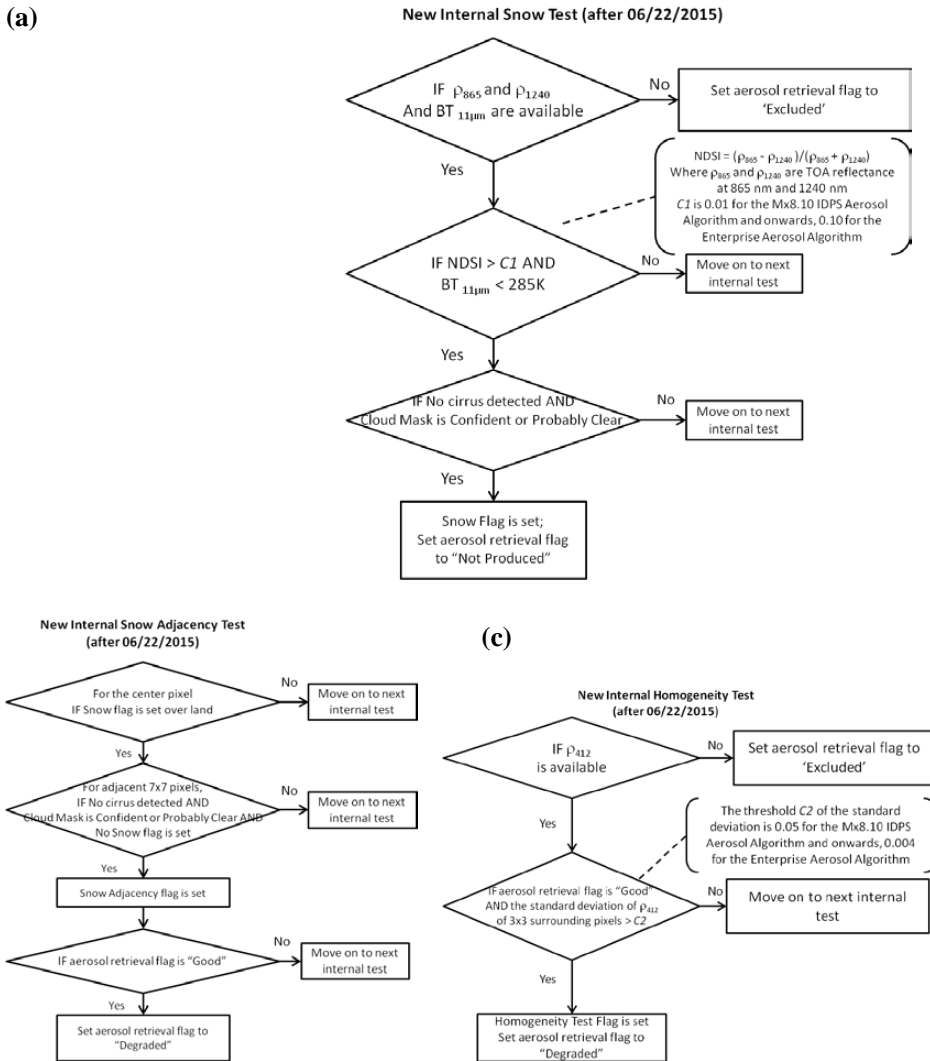 (a)
New Internal Snow Test (after 06/22/2015)
IF ρ865 and ρ1240
And BT 11µm are available
No
Set aerosol retrieval flag to
‘Excluded’
Yes
NDSI = (ρ865 - ρ1240 )/(ρ865 + ρ1240)
Where ρ865 and ρ1240 are TOA reflectance
at 865 nm and 1240 nm
C1 is 0.01 for the Mx8.10 IDPS Aerosol
Algorithm and onwards, 0.10 for the
Enterprise Aerosol Algorithm
IF NDSI > C1 AND
BT 11µm < 285K
No
Move on to next
internal test
Yes
IF No cirrus detected AND
Cloud Mask is Confident or Probably Clear
No
Move on to next
internal test
Yes
Snow Flag is set;
Set aerosol retrieval flag
to “Not Produced”
New Internal Snow Adjacency Test
(after 06/22/2015)
For the center pixel
IF Snow flag is set over land
No
Move on to next
internal test
Yes
For adjacent 7x7 pixels,
IF No cirrus detected AND
Cloud Mask is Confident or Probably Clear AND
No Snow flag is set
No
Move on to next
internal test
Yes
Snow Adjacency flag is set
IF aerosol retrieval flag is “Good”
No
Move on to next
internal test
Yes
Set aerosol retrieval flag to
“Degraded”
(c)
New Internal Homogeneity Test
(after 06/22/2015)
IF ρ412
is available
No
Set aerosol retrieval flag to
‘Excluded’
Yes
The threshold C2 of the standard
deviation is 0.05 for the Mx8.10 IDPS
Aerosol Algorithm and onwards, 0.004
for the Enterprise Aerosol Algorithm
IF aerosol retrieval flag is “Good”
AND the standard deviation of ρ412
of 3x3 surrounding pixels > C2
No
Move on to next internal
test
Yes
Homogeneity Test Flag is set
Set aerosol retrieval flag to
“Degraded”